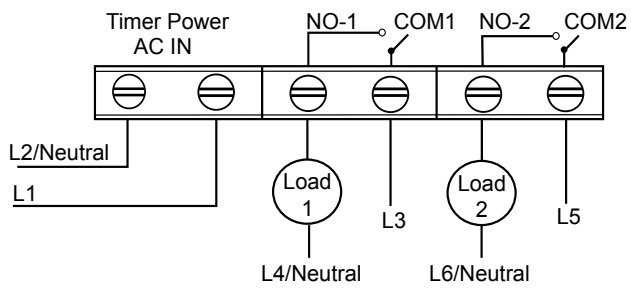 Timer Power
AC IN
NO-1
COM1
NO-2
COM2
L2/Neutral
L1
Load
1
L3
Load
2
L5
L4/Neutral
L6/Neutral